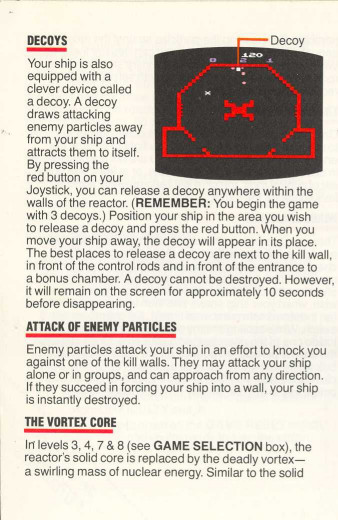 DECOYS
Decoy
120
0 2 1
Your ship is also
equipped with a
clever device called
a decoy. A decoy
draws attacking
enemy particles away
from your ship and
attracts them to itself.
By pressing the
red button on your
Joystick, you can release a decoy anywhere within the
walls of the reactor. (REMEMBER: You begin the game
with 3 decoys.) Position your ship in the area you wish
to release a decoy and press the red button. When you
move your ship away, the decoy will appear in its place.
The best places to release a decoy are next to the kill wall,
in front of the control rods and in front of the entrance to
a bonus chamber. A decoy cannot be destroyed. However,
it will remain on the screen for approximately 10 seconds
before disappearing.
ATTACK OF ENEMY PARTICLES
Enemy particles attack your ship in an effort to knock you
against one of the kill walls. They may attack your ship
alone or in groups, and can approach from any direction.
If they succeed in forcing your ship into a wall, your ship
is instantly destroyed.
THE VORTEX CORE
In levels 3, 4, 7 & 8 (see GAME SELECTION box), the
reactor's solid core is replaced by the deadly vortex—
a swirling mass of nuclear energy. Similar to the solid